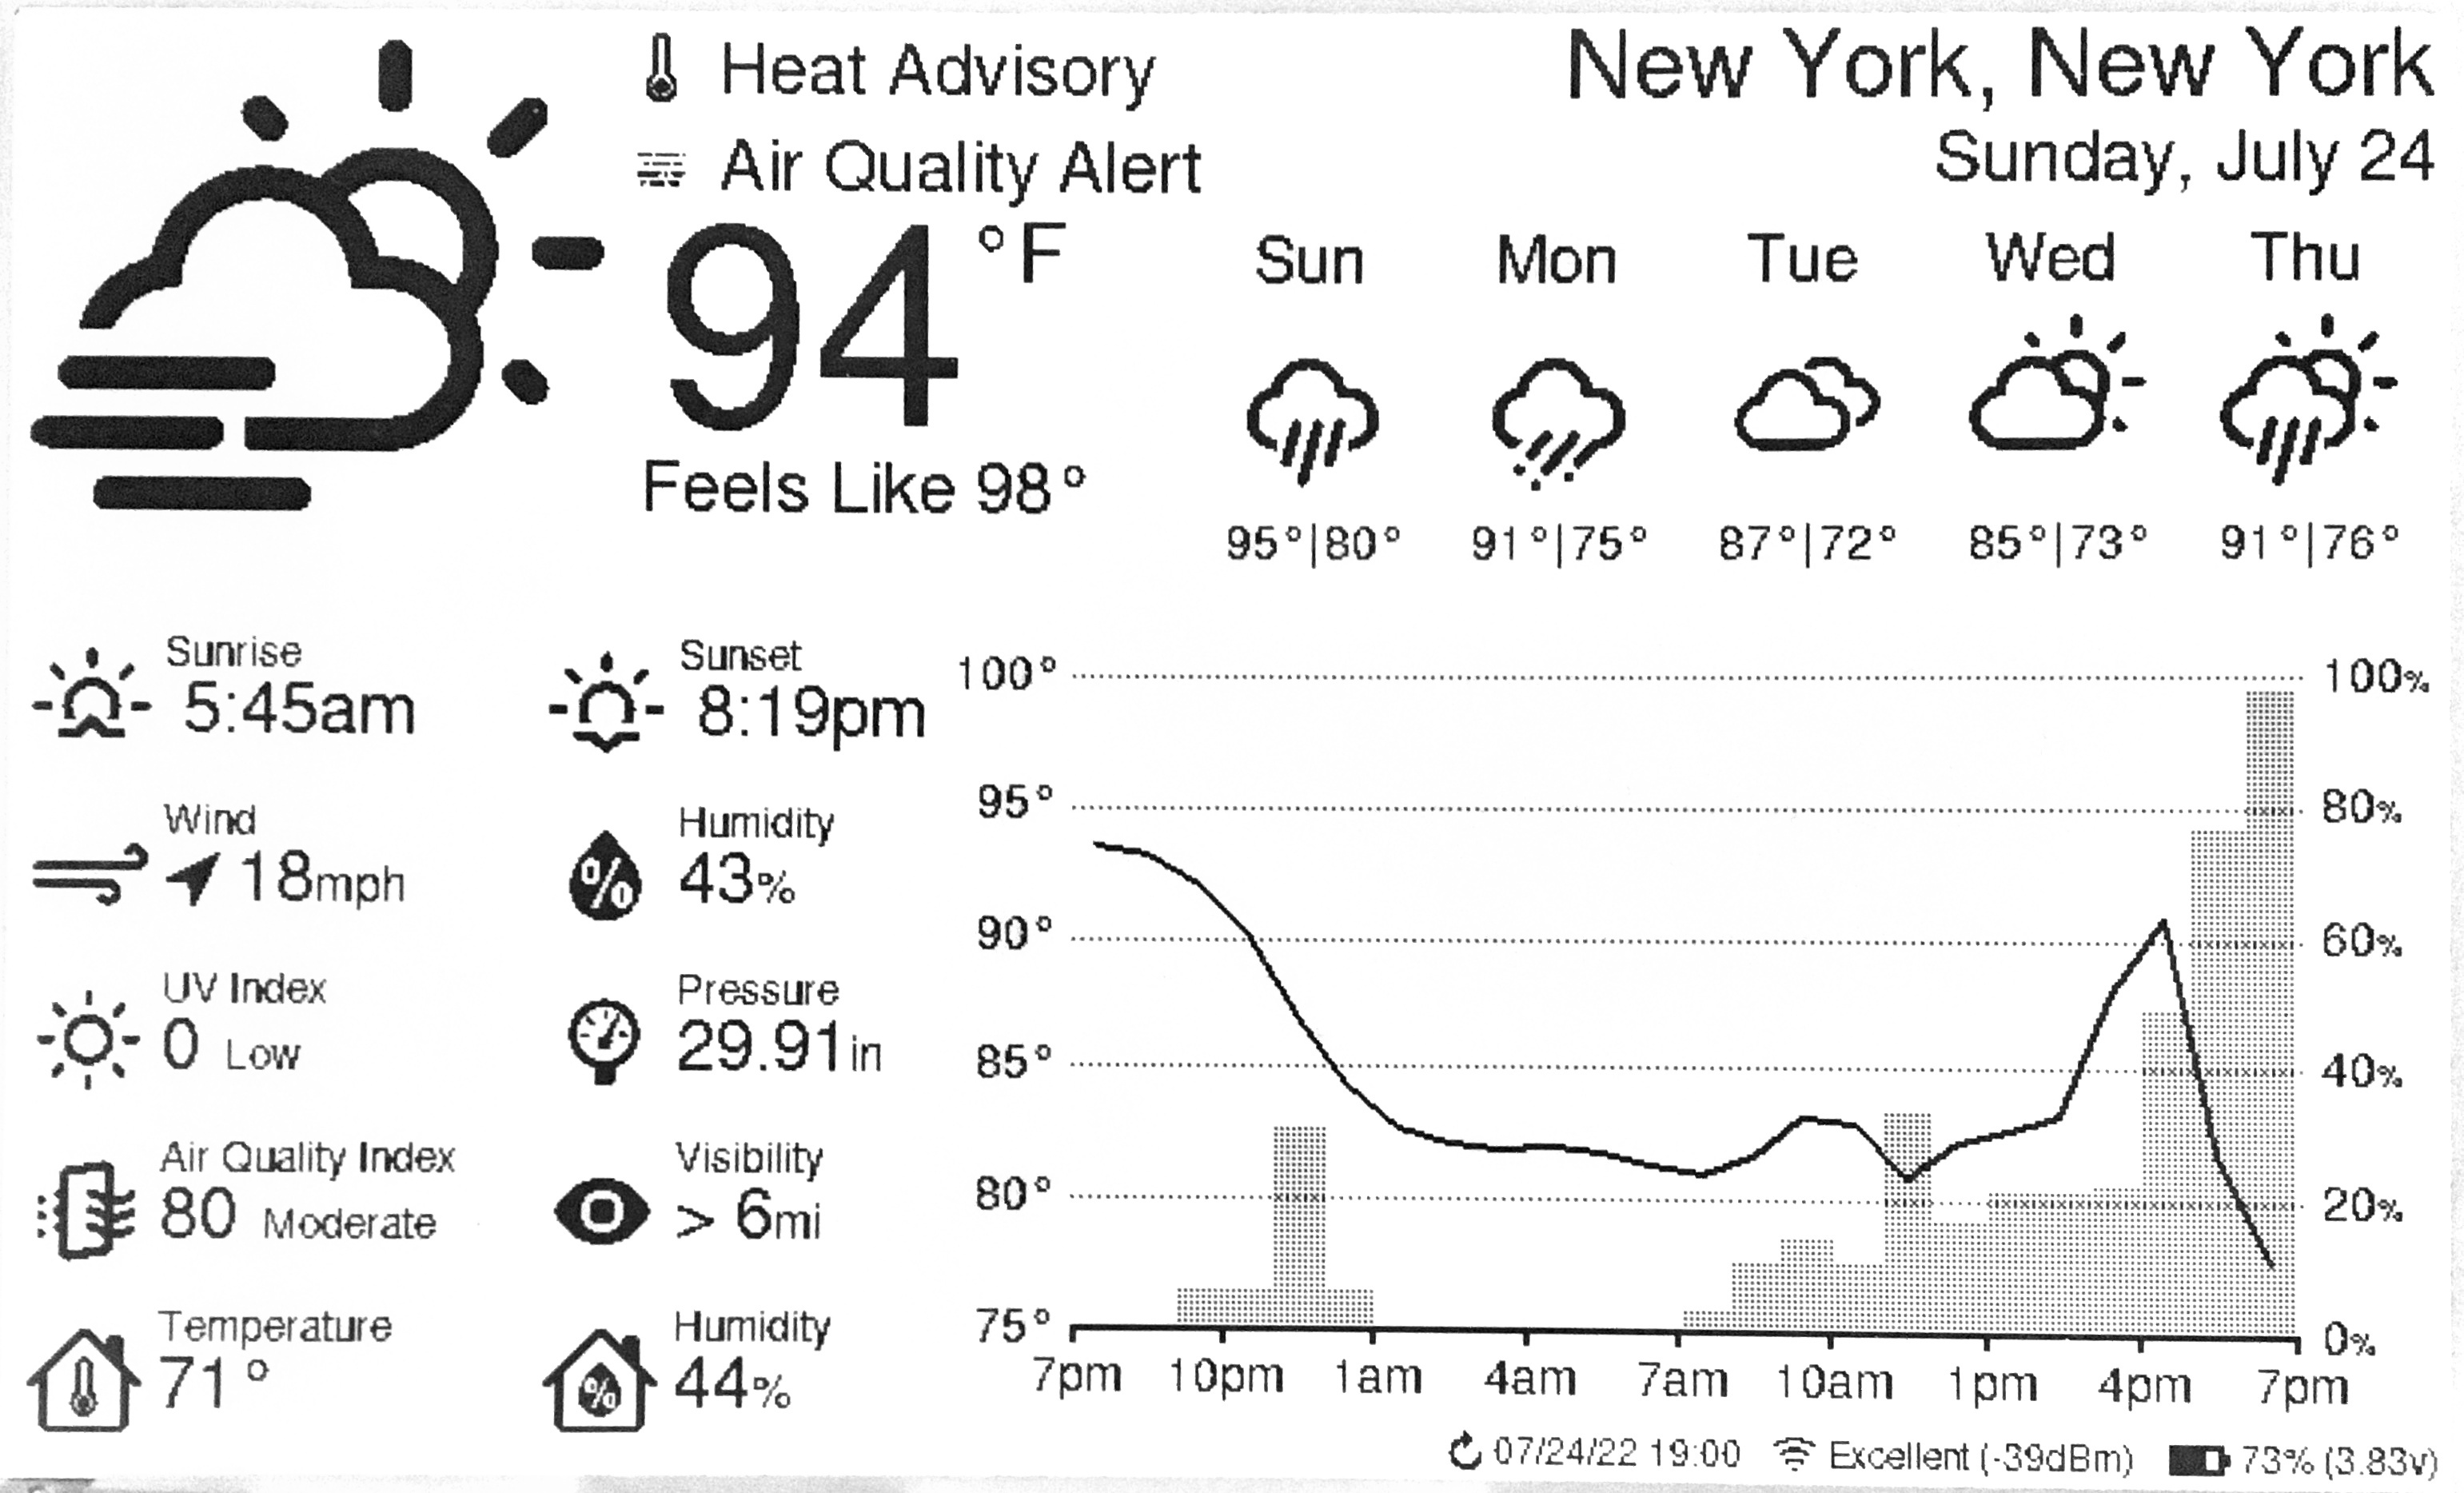 Heat Advisory
Air Quality Alert
94 °F
Feels Like 98°
New York, New York
Sunday, July 24
Sun Mon Tue Wed Thu
95°|80° 91°|75° 87°|72° 85°|73° 91°|76°
Sunrise
5:45am
Sunset
8:19pm
Wind
18mph
Humidity
43%
UV Index
0 Low
Pressure
29.91in
Air Quality Index
80 Moderate
Visibility
> 6mi
Temperature
71°
Humidity
44%
100° 100%
95° 80%
90° 60%
85° 40%
80° 20%
75° 0%
7pm 10pm 1am 4am 7am 10am 1pm 4pm 7pm
07/24/22 19:00 Excellent (-39dBm) 73% (3.83v)